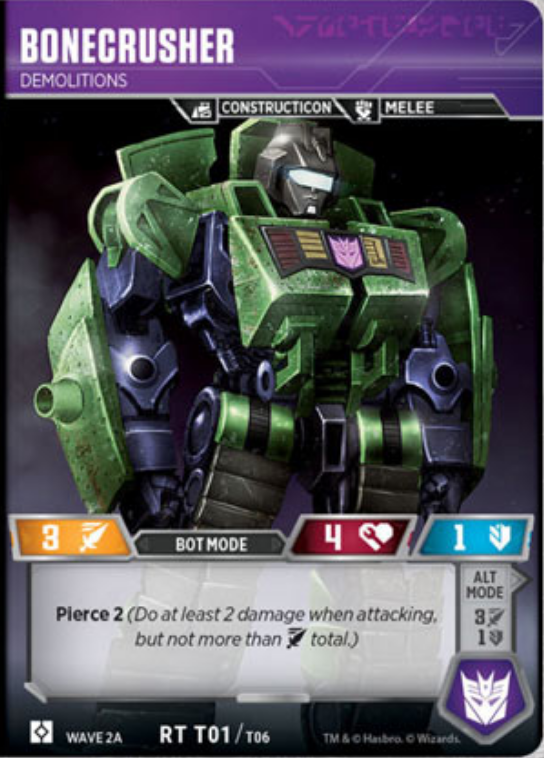 BONECRUSHER
DEMOLITIONS
CONSTRUCTICON MELEE
3 BOT MODE 4 1
Pierce 2 (Do at least 2 damage when attacking,
but not more than total.)
ALT
MODE
3
1
WAVE 2A RT T01/T06 TM & © Hasbro. © Wizards.